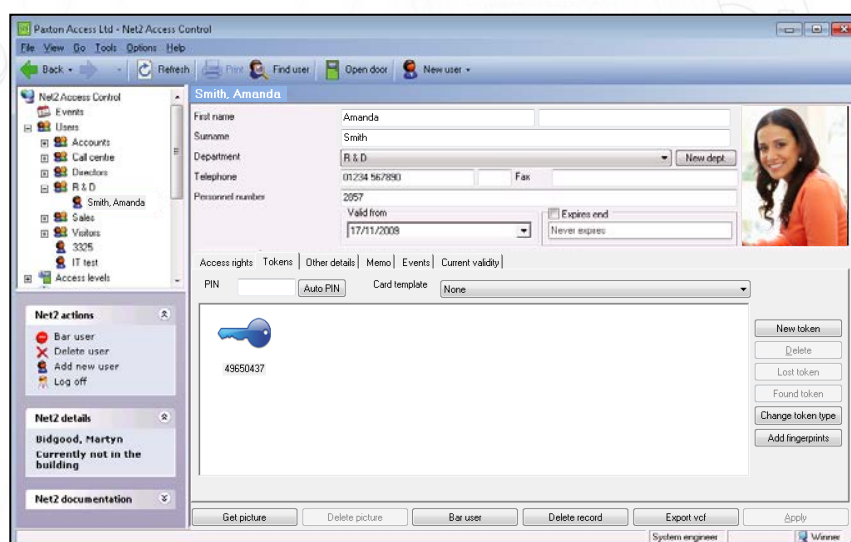 Paxton Access Ltd - Net2 Access Control
File View Go Tools Options Help
Back Refresh Print Find user Open door New user
Net2 Access Control
Events
Users
Accounts
Call centre
Directors
R & D
Smith, Amanda
Sales
Visitors
3325
IT test
Access levels
Net2 actions
Bar user
Delete user
Add new user
Log off
Net2 details
Bidgood, Martyn
Currently not in the
building
Net2 documentation
Smith, Amanda
First name Amanda
Surname Smith
Department R & D New dept.
Telephone 01234 567890 Fax
Personnel number 2857
Valid from Expires end
17/11/2009 Never expires
Access rights Tokens Other details Memo Events Current validity
PIN Auto PIN Card template None
49650437
New token
Delete
Lost token
Found token
Change token type
Add fingerprints
Get picture Delete picture Bar user Delete record Export vcf Apply
System engineer Winner